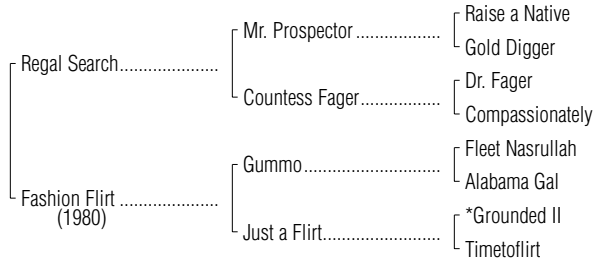 Raise a Native
Mr. Prospector ..................
Gold Digger
Regal Search.....................
Dr. Fager
Countess Fager.................
Compassionately
Fleet Nasrullah
Gummo.............................
Alabama Gal
Fashion Flirt .....................
(1980)
*Grounded II
Just a Flirt.........................
Timetoflirt